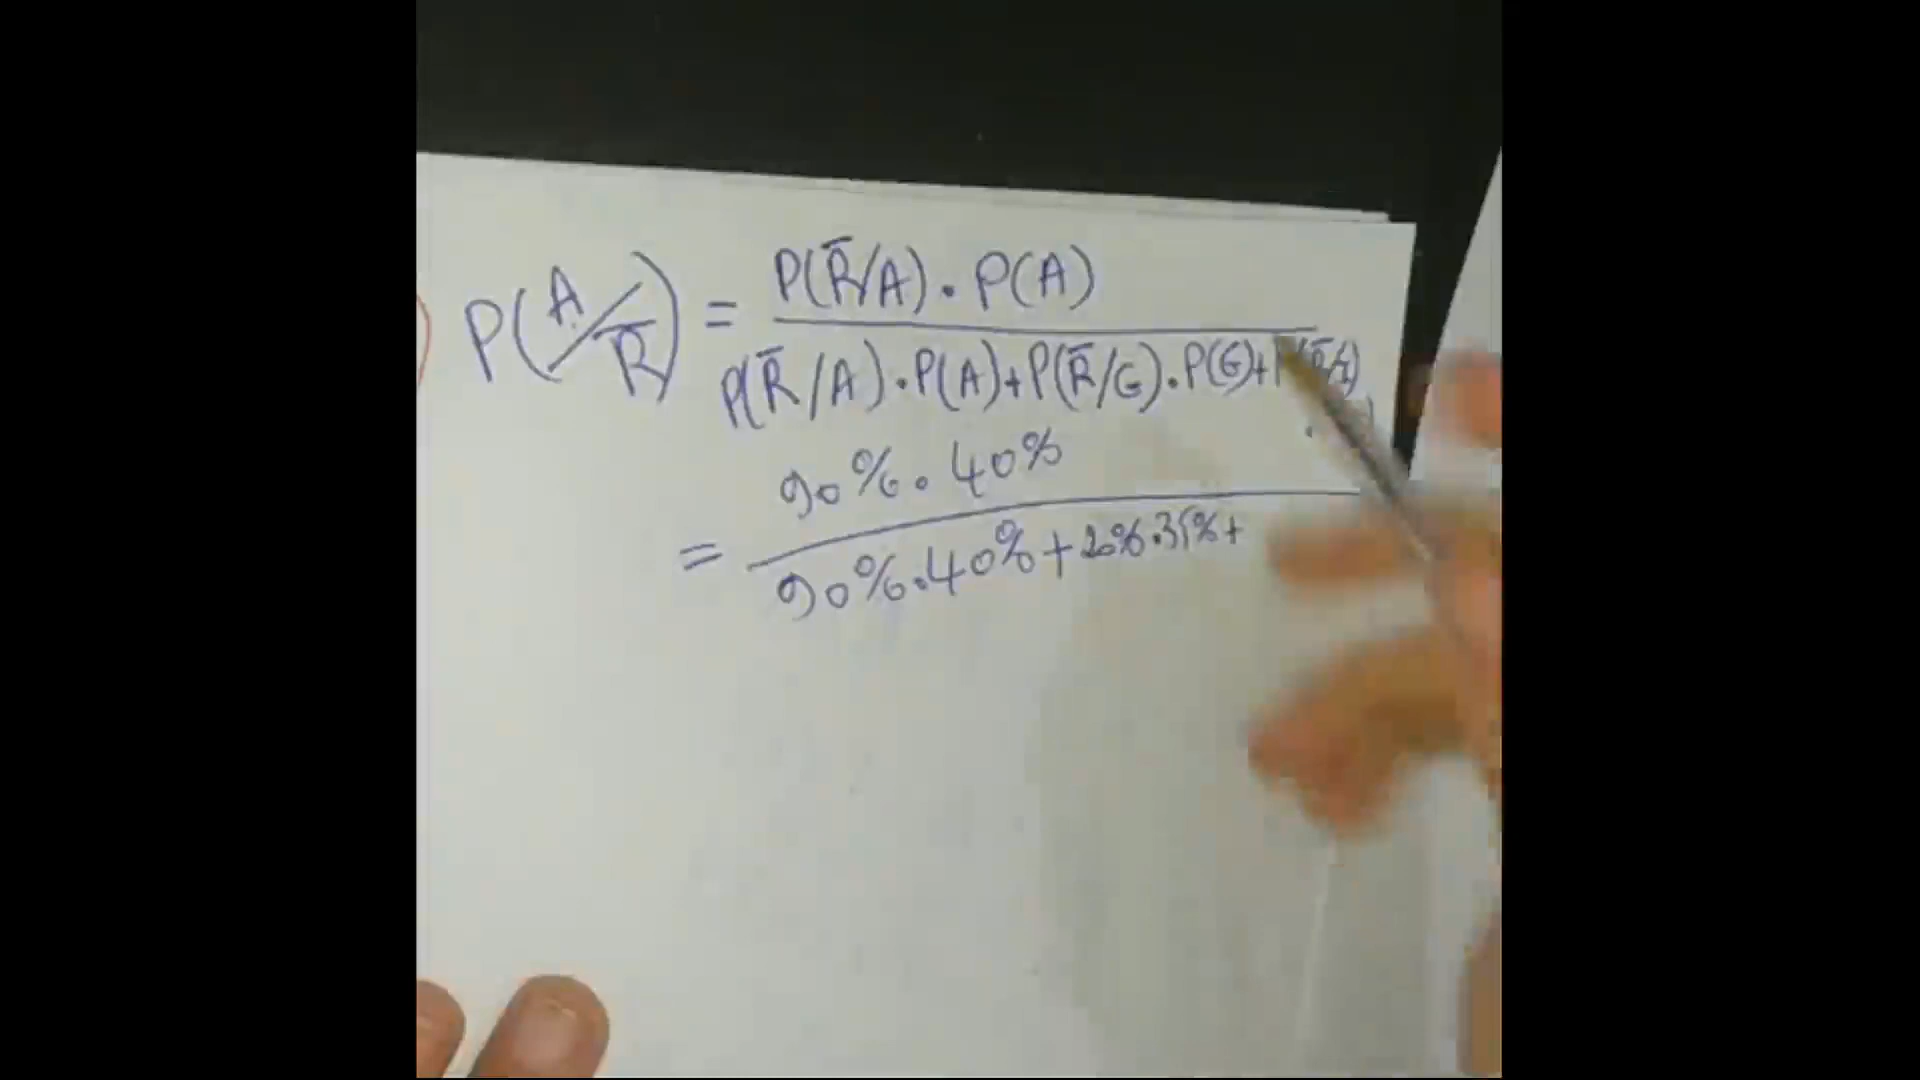 P(A/R̅) = P(R̅/A) · P(A)
P(R̅/A) · P(A) + P(R̅/G) · P(G) +
90% · 40%
= 90% · 40% + 20% · 35% +